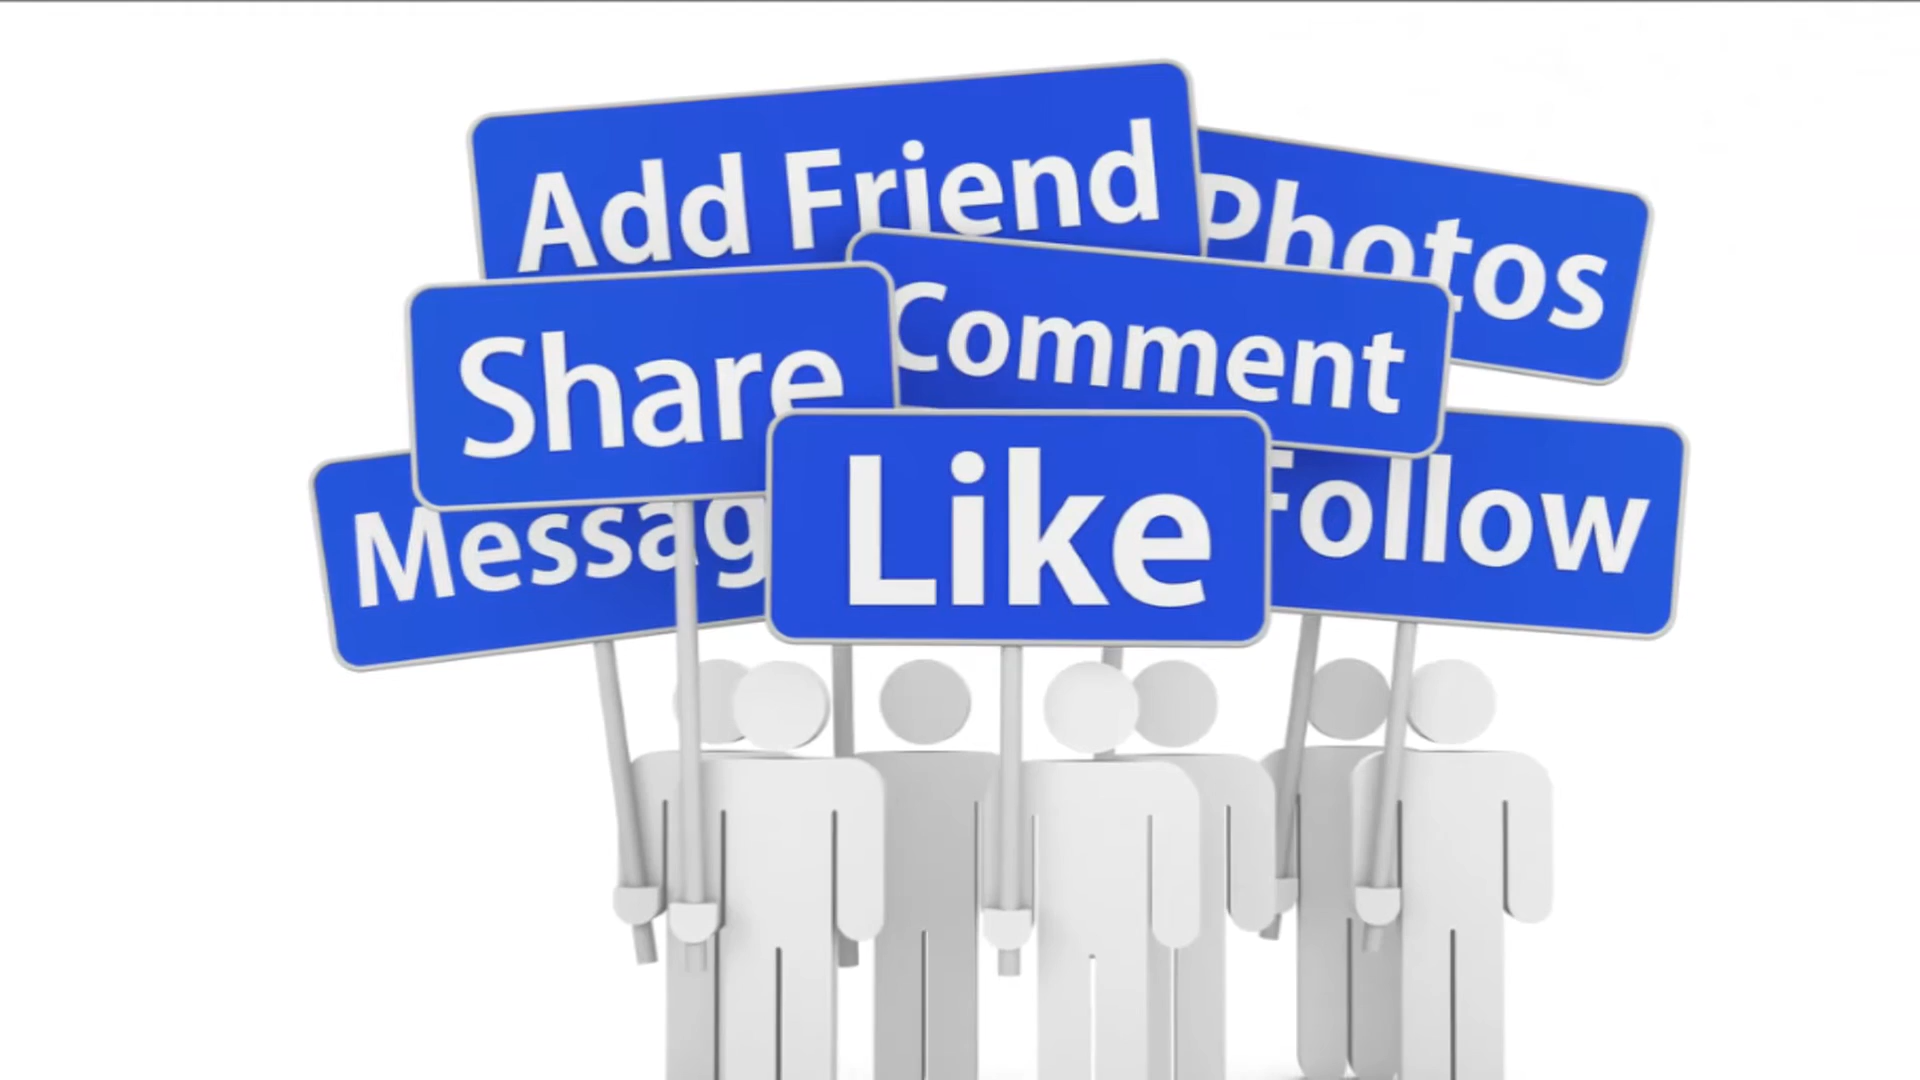 Add Friend
Photos
Comment
Share
Like
Messag
Follow